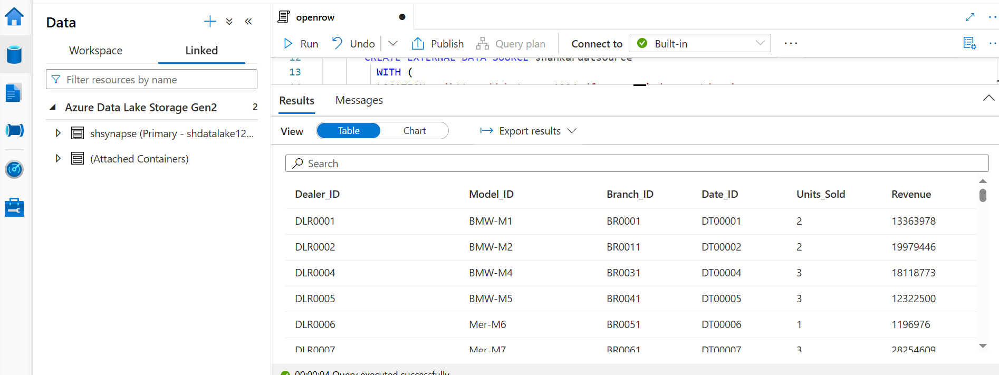 Data
Workspace
Linked
Filter resources by name
Azure Data Lake Storage Gen2 2
shsynapse (Primary - shdatalake12...
(Attached Containers)
openrow
Run Undo Publish Query plan Connect to Built-in
12 CREATE EXTERNAL DATA SOURCE shankardatsource
13 WITH (
Results Messages
View Table Chart Export results
Search
Dealer_ID Model_ID Branch_ID Date_ID Units_Sold Revenue
DLR0001 BMW-M1 BR0001 DT00001 2 13363978
DLR0002 BMW-M2 BR0011 DT00002 2 19979446
DLR0004 BMW-M4 BR0031 DT00004 3 18118773
DLR0005 BMW-M5 BR0041 DT00005 3 12322500
DLR0006 Mer-M6 BR0051 DT00006 1 1196976
DLR0007 Mer-M7 BR0061 DT00007 3 28254609
00:00:04 Query executed successfully